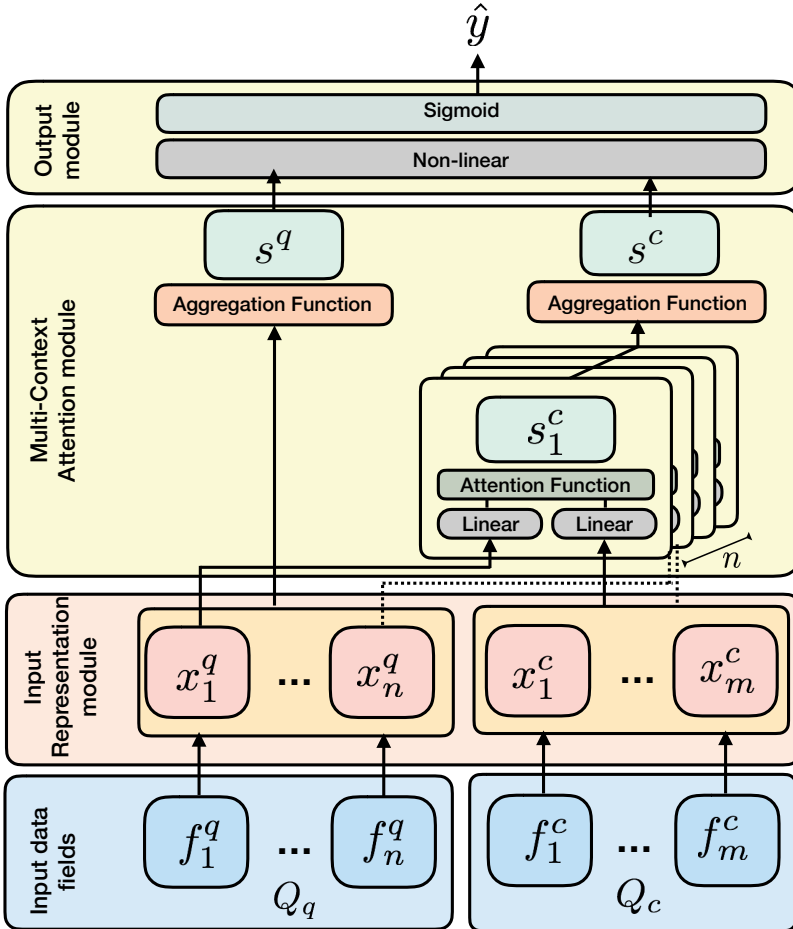 ŷ
Output module
Sigmoid
Non-linear
Multi-Context Attention module
s^q
s^c
Aggregation Function
Aggregation Function
s_1^c
Attention Function
Linear
Linear
n
Input Representation module
x_1^q
...
x_n^q
x_1^c
...
x_m^c
Input data fields
f_1^q
...
f_n^q
f_1^c
...
f_m^c
Q_q
Q_c